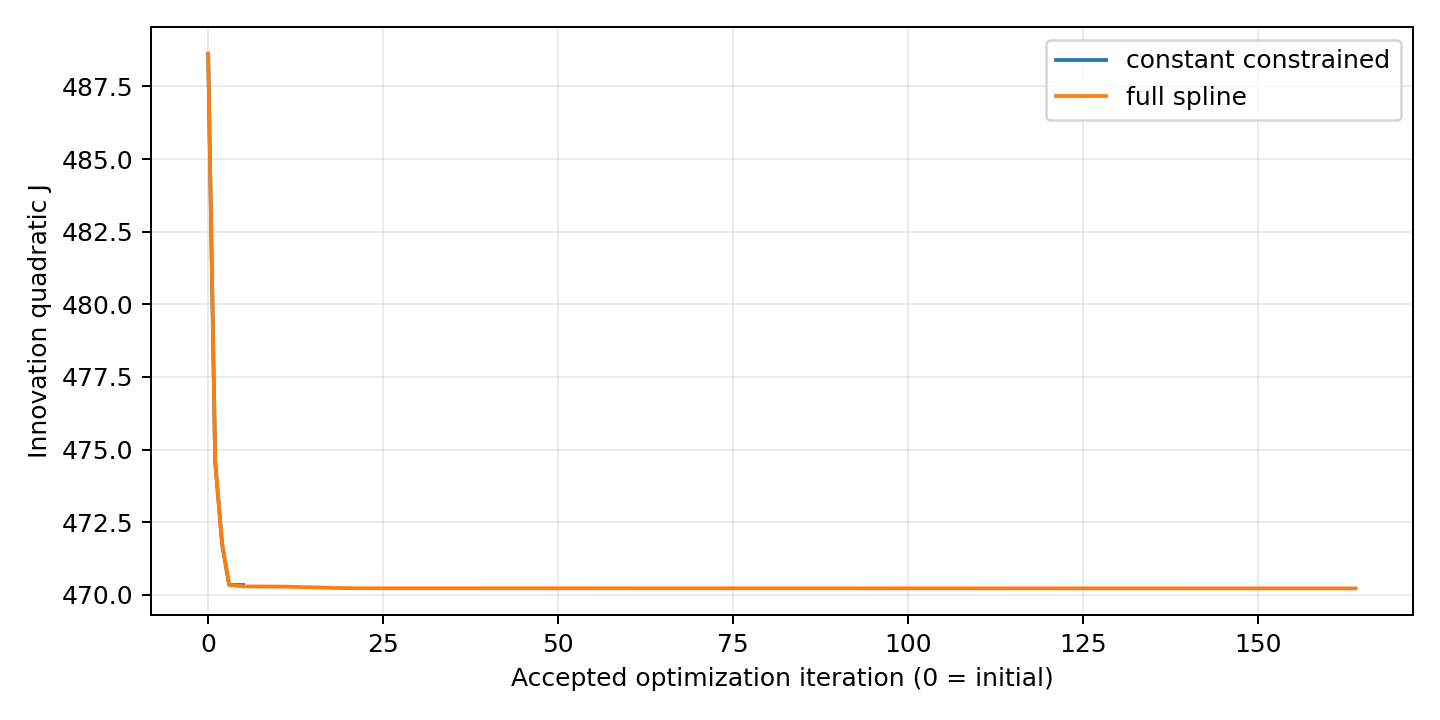 constant constrained
full spline
487.5
485.0
482.5
480.0
477.5
475.0
472.5
470.0
Innovation quadratic J
0 25 50 75 100 125 150
Accepted optimization iteration (0 = initial)